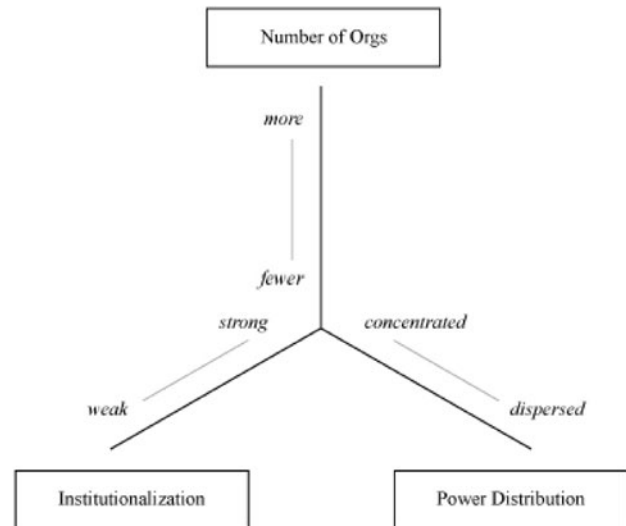 Number of Orgs
more
fewer
strong
concentrated
weak
dispersed
Institutionalization
Power Distribution